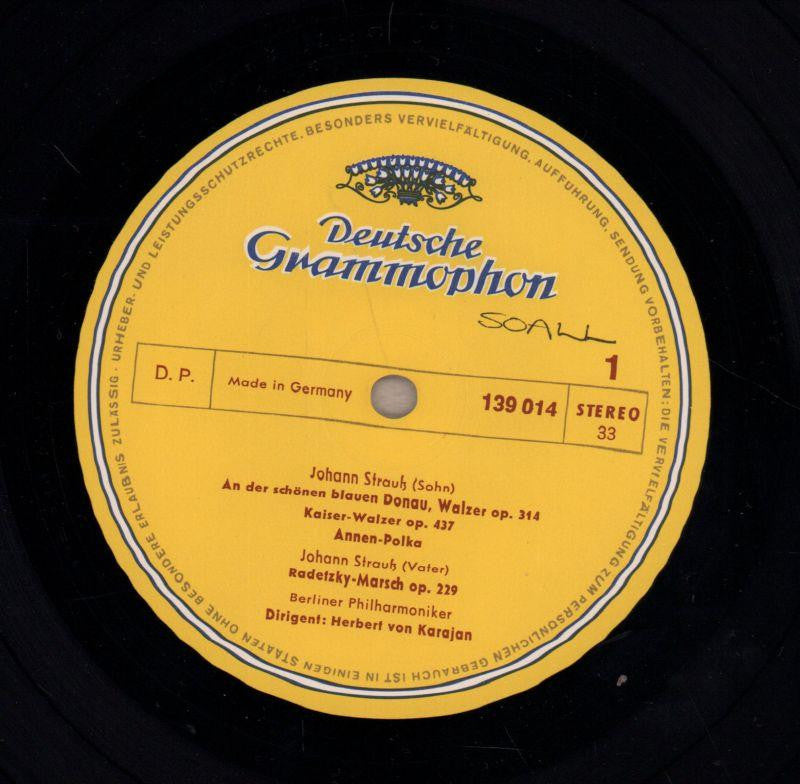 URHEBER- UND LEISTUNGSSCHUTZRECHTE. BESONDERS VERVIELFÄLTIGUNG, AUFFÜHRUNG, SENDUNG VORBEHALTEN; DIE VERVIELFÄLTIGUNG ZUM PERSÖNLICHEN GEBRAUCH IST IN EINIGEN STAATEN OHNE BESONDERE ERLAUBNIS ZULÄSSIG ·
Deutsche
Grammophon
SOALL
1
D. P.
Made in Germany
139 014
STEREO
33
Johann Strauß (Sohn)
An der schönen blauen Donau, Walzer op. 314
Kaiser-Walzer op. 437
Annen-Polka
Johann Strauß (Vater)
Radetzky-Marsch op. 229
Berliner Philharmoniker
Dirigent: Herbert von Karajan